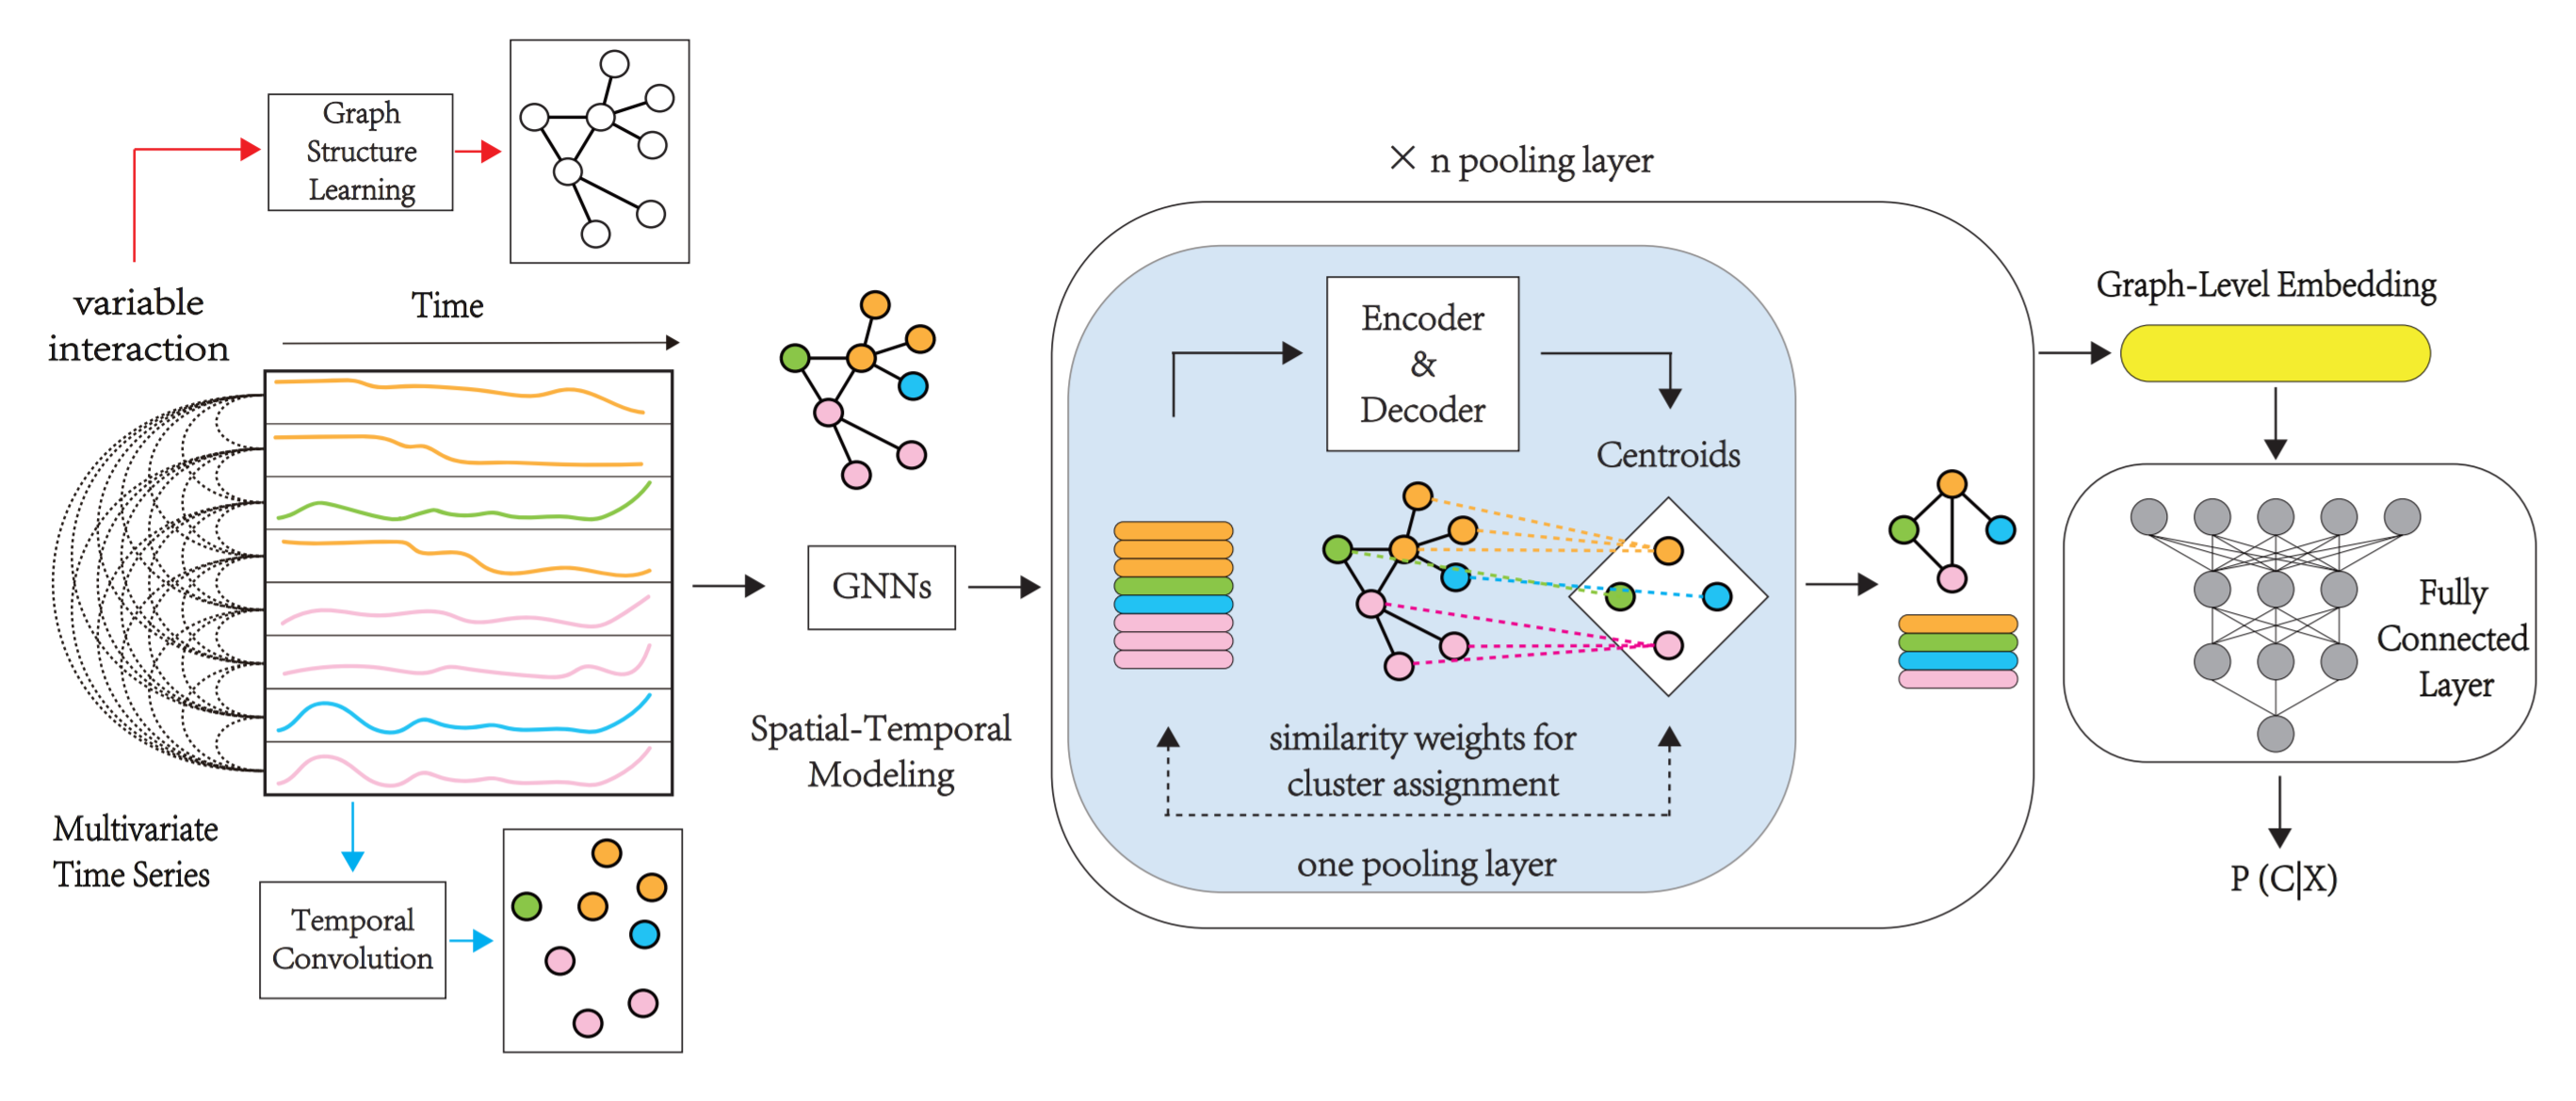 Graph
Structure
Learning
variable
interaction
Time
Multivariate
Time Series
Temporal
Convolution
GNNs
Spatial-Temporal
Modeling
× n pooling layer
Encoder
&
Decoder
Centroids
similarity weights for
cluster assignment
one pooling layer
Graph-Level Embedding
Fully
Connected
Layer
P (C|X)